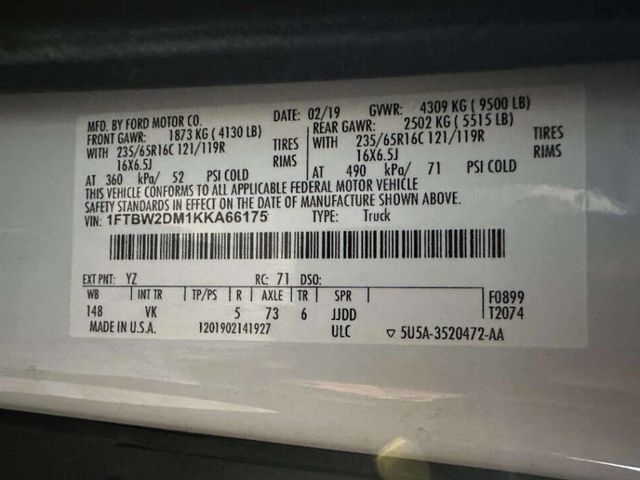 MFD. BY FORD MOTOR CO. DATE: 02/19 GVWR: 4309 KG (9500 LB)
FRONT GAWR: 1873 KG (4130 LB) REAR GAWR: 2502 KG (5515 LB)
WITH 235/65R16C 121/119R TIRES WITH 235/65R16C 121/119R TIRES
16X6.5J RIMS 16X6.5J RIMS
AT 360 kPa/ 52 PSI COLD AT 490 kPa/ 71 PSI COLD
THIS VEHICLE CONFORMS TO ALL APPLICABLE FEDERAL MOTOR VEHICLE
SAFETY STANDARDS IN EFFECT ON THE DATE OF MANUFACTURE SHOWN ABOVE.
VIN: 1FTBW2DM1KKA66175 TYPE: Truck
EXT PNT: YZ RC: 71 DSO:
WB INT TR TP/PS R AXLE TR SPR F0899
148 VK 5 73 6 JJDD T2074
MADE IN U.S.A. 1201902141927 ULC ▽ 5U5A-3520472-AA